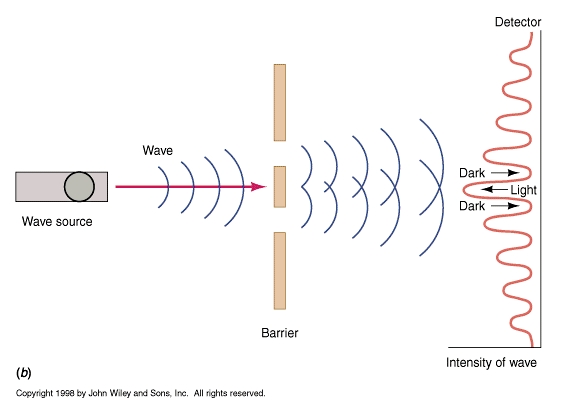 Detector
Wave
Dark
Light
Dark
Wave source
Barrier
Intensity of wave
(b)
Copyright 1998 by John Wiley and Sons, Inc. All rights reserved.